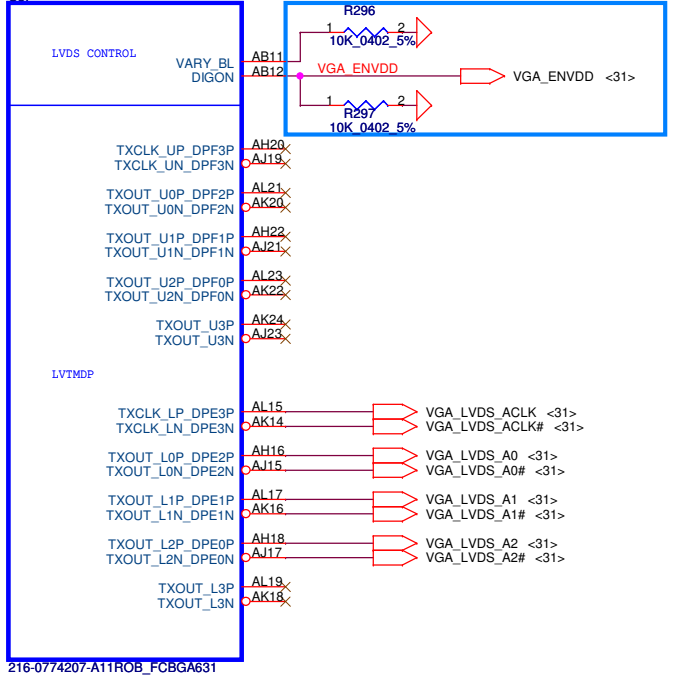 R296
1 2
10K_0402_5%
LVDS CONTROL
VARY_BL AB11
DIGON AB12 VGA_ENVDD VGA_ENVDD <31>
1 2
R297
10K_0402_5%
TXCLK_UP_DPF3P AH20
TXCLK_UN_DPF3N AJ19
TXOUT_U0P_DPF2P AL21
TXOUT_U0N_DPF2N AK20
TXOUT_U1P_DPF1P AH22
TXOUT_U1N_DPF1N AJ21
TXOUT_U2P_DPF0P AL23
TXOUT_U2N_DPF0N AK22
TXOUT_U3P AK24
TXOUT_U3N AJ23
LVTMDP
TXCLK_LP_DPE3P AL15 VGA_LVDS_ACLK <31>
TXCLK_LN_DPE3N AK14 VGA_LVDS_ACLK# <31>
TXOUT_L0P_DPE2P AH16 VGA_LVDS_A0 <31>
TXOUT_L0N_DPE2N AJ15 VGA_LVDS_A0# <31>
TXOUT_L1P_DPE1P AL17 VGA_LVDS_A1 <31>
TXOUT_L1N_DPE1N AK16 VGA_LVDS_A1# <31>
TXOUT_L2P_DPE0P AH18 VGA_LVDS_A2 <31>
TXOUT_L2N_DPE0N AJ17 VGA_LVDS_A2# <31>
TXOUT_L3P AL19
TXOUT_L3N AK18
216-0774207-A11ROB_FCBGA631